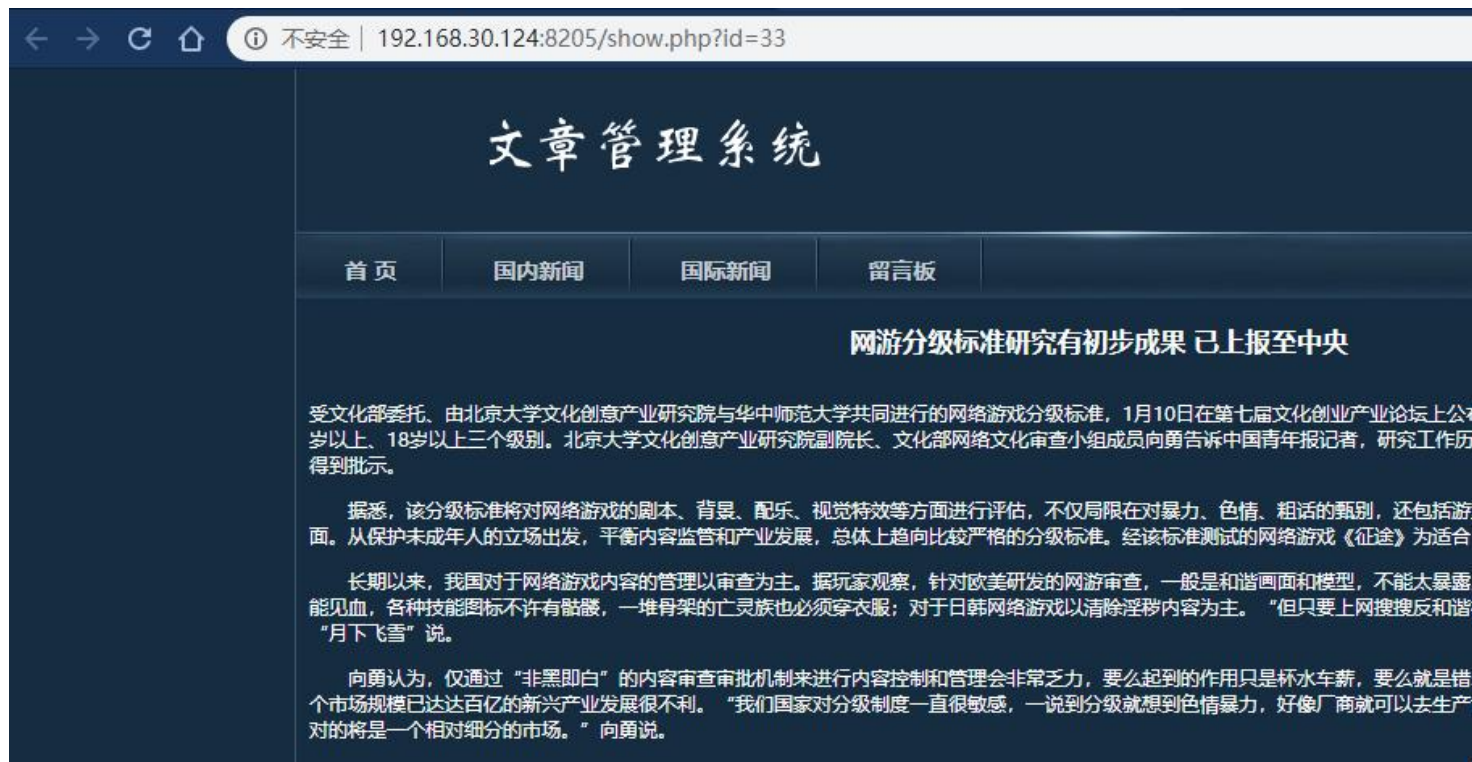 不安全 | 192.168.30.124:8205/show.php?id=33
文章管理系统
首 页 国内新闻 国际新闻 留言板
网游分级标准研究有初步成果 已上报至中央
受文化部委托、由北京大学文化创意产业研究院与华中师范大学共同进行的网络游戏分级标准，1月10日在第七届文化创业产业论坛上公布
岁以上、18岁以上三个级别。北京大学文化创意产业研究院副院长、文化部网络文化审查小组成员向勇告诉中国青年报记者，研究工作历
得到批示。
据悉，该分级标准将对网络游戏的剧本、背景、配乐、视觉特效等方面进行评估，不仅局限在对暴力、色情、粗话的甄别，还包括游
面。从保护未成年人的立场出发，平衡内容监管和产业发展，总体上趋向比较严格的分级标准。经该标准测试的网络游戏《征途》为适合
长期以来，我国对于网络游戏内容的管理以审查为主。据玩家观察，针对欧美研发的网游审查，一般是和谐画面和模型，不能太暴露
能见血，各种技能图标不许有骷髅，一堆骨架的亡灵族也必须穿衣服；对于日韩网络游戏以清除淫秽内容为主。“但只要上网搜搜反和谐
“月下飞雪”说。
向勇认为，仅通过“非黑即白”的内容审查审批机制来进行内容控制和管理会非常乏力，要么起到的作用只是杯水车薪，要么就是错
个市场规模已达达百亿的新兴产业发展很不利。“我们国家对分级制度一直很敏感，一说到分级就想到色情暴力，好像厂商就可以去生产
对的将是一个相对细分的市场。”向勇说。